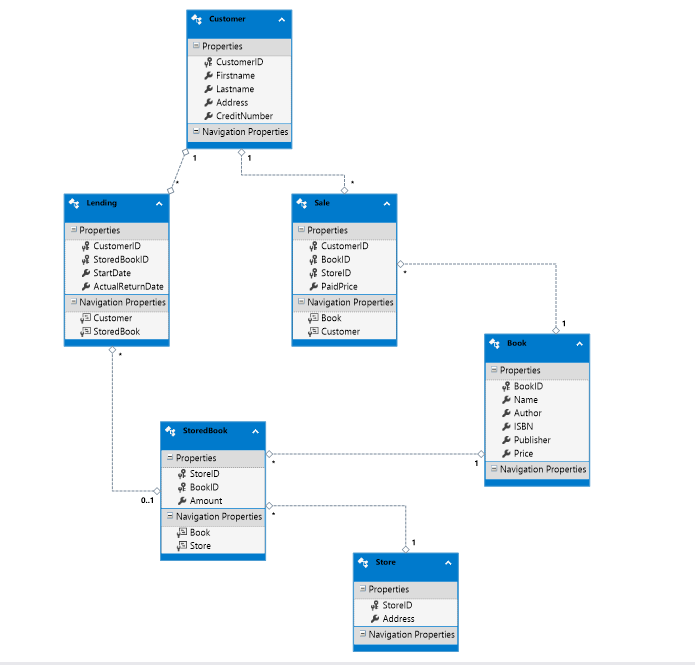 Customer
Properties
CustomerID
Firstname
Lastname
Address
CreditNumber
Navigation Properties
1
1
*
*
Lending
Properties
CustomerID
StoredBookID
StartDate
ActualReturnDate
Navigation Properties
Customer
StoredBook
*
Sale
Properties
CustomerID
BookID
StoreID
PaidPrice
Navigation Properties
Book
Customer
*
1
Book
Properties
BookID
Name
Author
ISBN
Publisher
Price
Navigation Properties
1
StoredBook
Properties
StoreID
BookID
Amount
Navigation Properties
Book
Store
0..1
*
*
1
Store
Properties
StoreID
Address
Navigation Properties